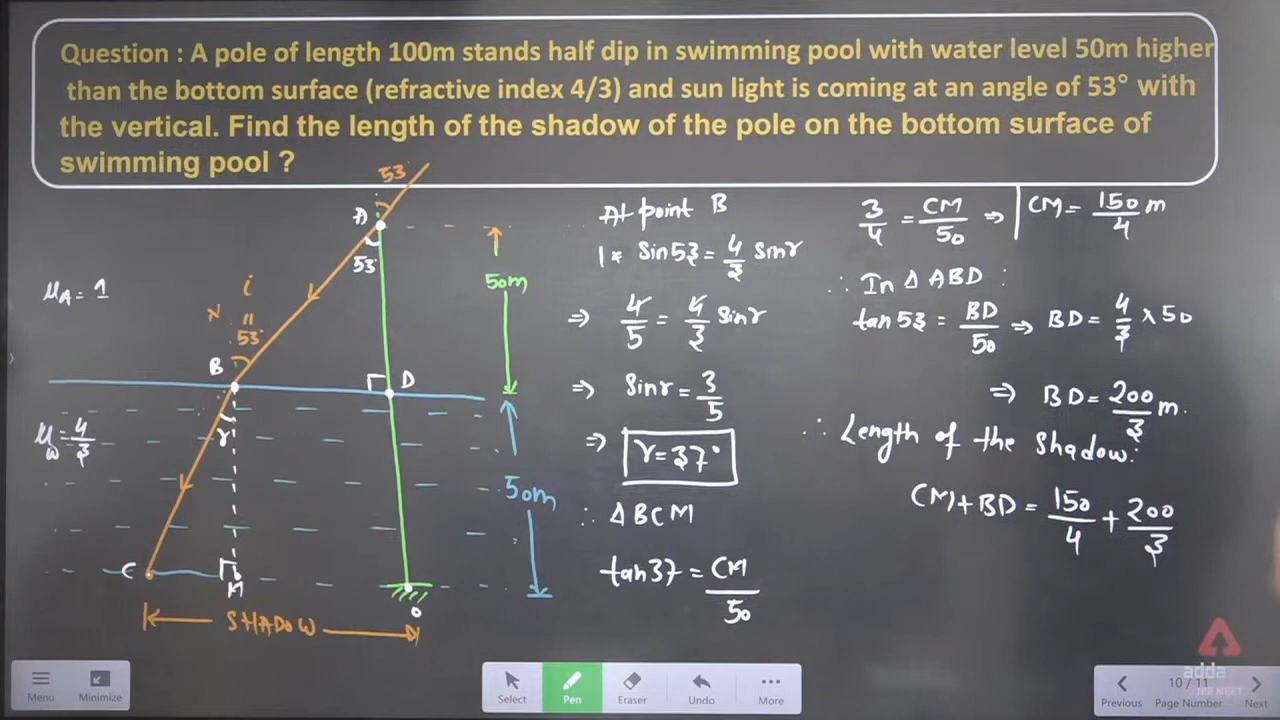 Question : A pole of length 100m stands half dip in swimming pool with water level 50m higher
than the bottom surface (refractive index 4/3) and sun light is coming at an angle of 53° with
the vertical. Find the length of the shadow of the pole on the bottom surface of
swimming pool ?
53°
A
53°
50m
μA = 1
i
=
53°
B
D
r
μw = 4/3
50m
C
M
O
SHADOW
At point B
1 * Sin53 = 4/3 Sinr
⇒ 4/5 = 4/3 Sinr
⇒ Sinr = 3/5
⇒ r = 37°
∴ Δ BCM
tan37 = CM/50
3/4 = CM/50 ⇒ CM = 150/4 m
∴ In Δ ABD :
tan53 = BD/50 ⇒ BD = 4/3 × 50
⇒ BD = 200/3 m.
∴ Length of the Shadow:
CM + BD = 150/4 + 200/3
adda
JEE NEET
Menu
Minimize
Select
Pen
Eraser
Undo
More
Previous
10 / 11
Page Number
Next